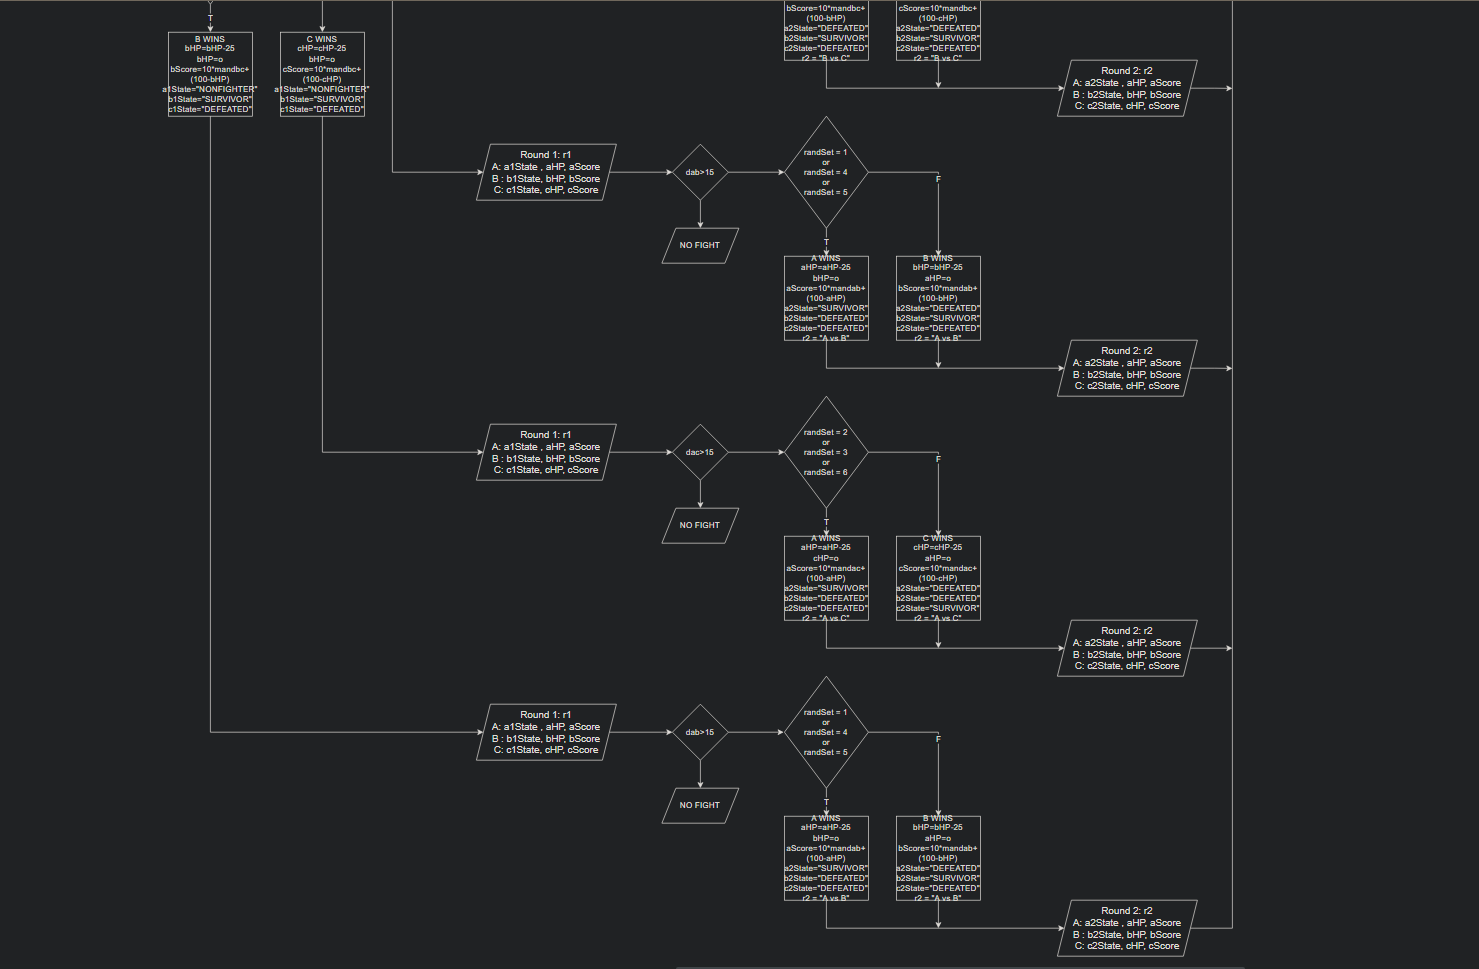 bScore=10*mandbc+
(100-bHP)
a2State="DEFEATED"
b2State="SURVIVOR"
c2State="DEFEATED"
r2 = "B vs C"
cScore=10*mandbc+
(100-cHP)
a2State="DEFEATED"
b2State="SURVIVOR"
c2State="DEFEATED"
r2 = "B vs C"
T
B WINS
bHP=bHP-25
bHP=o
bScore=10*mandbc+
(100-bHP)
a1State="NONFIGHTER"
b1State="SURVIVOR"
c1State="DEFEATED"
C WINS
cHP=cHP-25
bHP=o
cScore=10*mandbc+
(100-cHP)
a1State="NONFIGHTER"
b1State="SURVIVOR"
c1State="DEFEATED"
Round 2: r2
A: a2State , aHP, aScore
B : b2State, bHP, bScore
C: c2State, cHP, cScore
Round 1: r1
A: a1State , aHP, aScore
B : b1State, bHP, bScore
C: c1State, cHP, cScore
dab>15
NO FIGHT
randSet = 1
or
randSet = 4
or
randSet = 5
F
T
A WINS
aHP=aHP-25
bHP=o
aScore=10*mandab+
(100-aHP)
a2State="SURVIVOR"
b2State="DEFEATED"
c2State="DEFEATED"
r2 = "A vs B"
B WINS
bHP=bHP-25
aHP=o
bScore=10*mandab+
(100-bHP)
a2State="DEFEATED"
b2State="SURVIVOR"
c2State="DEFEATED"
r2 = "A vs B"
Round 2: r2
A: a2State , aHP, aScore
B : b2State, bHP, bScore
C: c2State, cHP, cScore
Round 1: r1
A: a1State , aHP, aScore
B : b1State, bHP, bScore
C: c1State, cHP, cScore
dac>15
NO FIGHT
randSet = 2
or
randSet = 3
or
randSet = 6
F
T
A WINS
aHP=aHP-25
cHP=o
aScore=10*mandac+
(100-aHP)
a2State="SURVIVOR"
b2State="DEFEATED"
c2State="DEFEATED"
r2 = "A vs C"
C WINS
cHP=cHP-25
aHP=o
cScore=10*mandac+
(100-cHP)
a2State="DEFEATED"
b2State="DEFEATED"
c2State="SURVIVOR"
r2 = "A vs C"
Round 2: r2
A: a2State , aHP, aScore
B : b2State, bHP, bScore
C: c2State, cHP, cScore
Round 1: r1
A: a1State , aHP, aScore
B : b1State, bHP, bScore
C: c1State, cHP, cScore
dab>15
NO FIGHT
randSet = 1
or
randSet = 4
or
randSet = 5
F
T
A WINS
aHP=aHP-25
bHP=o
aScore=10*mandab+
(100-aHP)
a2State="SURVIVOR"
b2State="DEFEATED"
c2State="DEFEATED"
r2 = "A vs B"
B WINS
bHP=bHP-25
aHP=o
bScore=10*mandab+
(100-bHP)
a2State="DEFEATED"
b2State="SURVIVOR"
c2State="DEFEATED"
r2 = "A vs B"
Round 2: r2
A: a2State , aHP, aScore
B : b2State, bHP, bScore
C: c2State, cHP, cScore